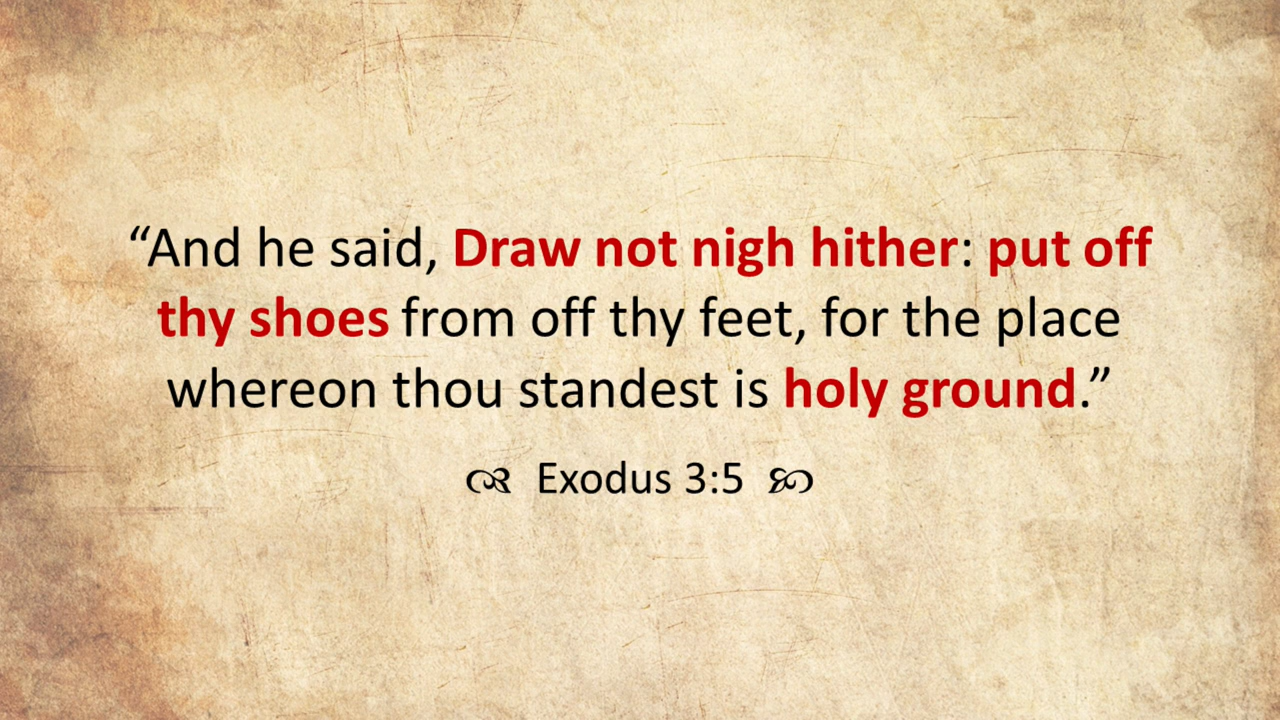 “And he said, Draw not nigh hither: put off
thy shoes from off thy feet, for the place
whereon thou standest is holy ground.”
Exodus 3:5